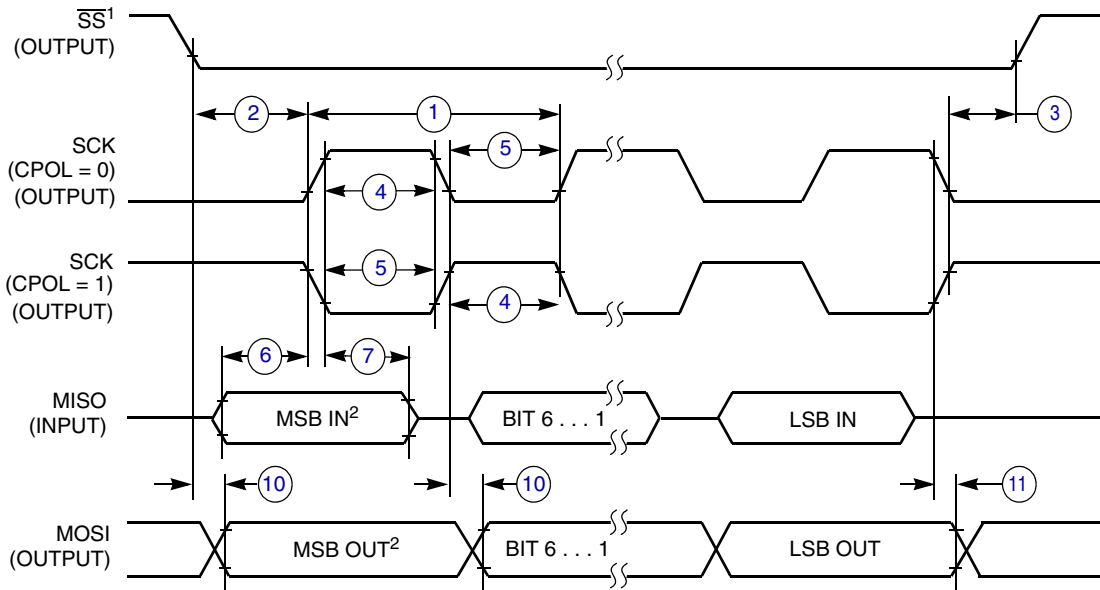 SS1
(OUTPUT)
2
1
3
SCK
(CPOL = 0)
(OUTPUT)
5
4
SCK
(CPOL = 1)
(OUTPUT)
5
4
6
7
MISO
(INPUT)
MSB IN2
BIT 6 . . . 1
LSB IN
10
10
11
MOSI
(OUTPUT)
MSB OUT2
BIT 6 . . . 1
LSB OUT